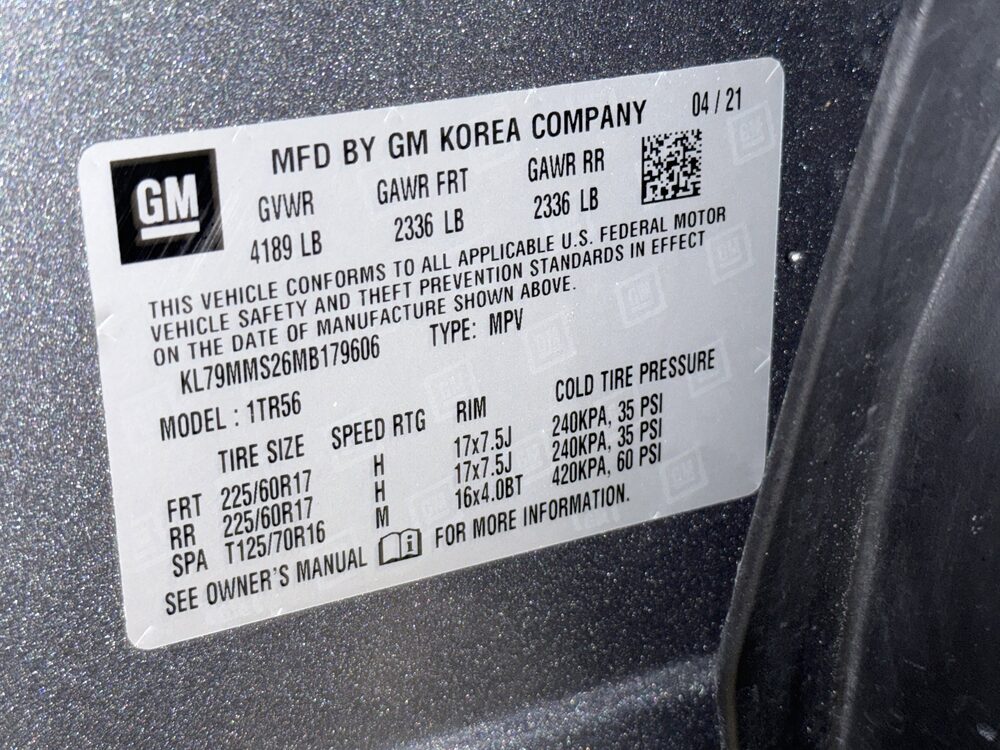 GM
MFD BY GM KOREA COMPANY 04 / 21
GVWR GAWR FRT GAWR RR
4189 LB 2336 LB 2336 LB
THIS VEHICLE CONFORMS TO ALL APPLICABLE U.S. FEDERAL MOTOR
VEHICLE SAFETY AND THEFT PREVENTION STANDARDS IN EFFECT
ON THE DATE OF MANUFACTURE SHOWN ABOVE.
KL79MMS26MB179606 TYPE: MPV
MODEL : 1TR56
TIRE SIZE SPEED RTG RIM COLD TIRE PRESSURE
FRT 225/60R17 H 17x7.5J 240KPA, 35 PSI
RR 225/60R17 H 17x7.5J 240KPA, 35 PSI
SPA T125/70R16 M 16x4.0BT 420KPA, 60 PSI
SEE OWNER'S MANUAL FOR MORE INFORMATION.